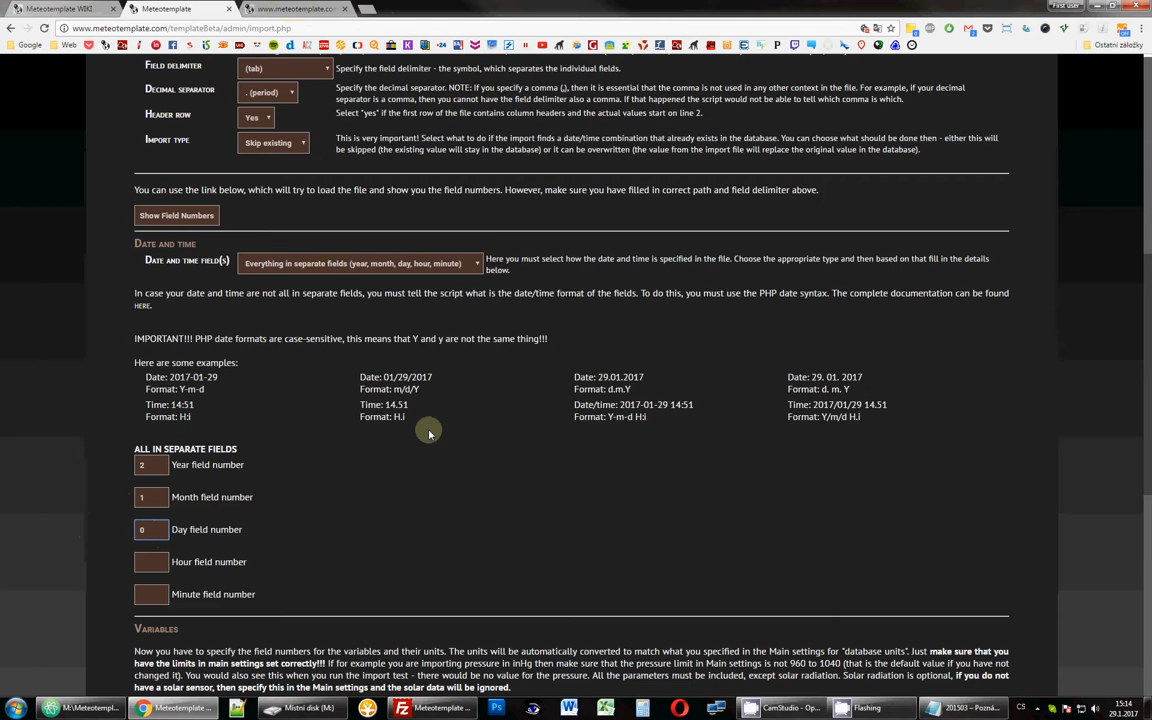 Meteotemplate WIKI
Meteotemplate
www.meteotemplate.com
First user
www.meteotemplate.com/templateBeta/admin/import.php
Google
Web
Ostatní záložky
FIELD DELIMITER
(tab)
Specify the field delimiter - the symbol, which separates the individual fields.
DECIMAL SEPARATOR
. (period)
Specify the decimal separator. NOTE: If you specify a comma (,), then it is essential that the comma is not used in any other context in the file. For example, if your decimal
separator is a comma, then you cannot have the field delimiter also a comma. If that happened the script would not be able to tell which comma is which.
HEADER ROW
Yes
Select "yes" if the first row of the file contains column headers and the actual values start on line 2.
IMPORT TYPE
Skip existing
This is very important! Select what to do if the import finds a date/time combination that already exists in the database. You can choose what should be done then - either this will
be skipped (the existing value will stay in the database) or it can be overwritten (the value from the import file will replace the original value in the database).
You can use the link below, which will try to load the file and show you the field numbers. However, make sure you have filled in correct path and field delimiter above.
Show Field Numbers
DATE AND TIME
DATE AND TIME FIELD(S)
Everything in separate fields (year, month, day, hour, minute)
Here you must select how the date and time is specified in the file. Choose the appropriate type and then based on that fill in the details
below.
In case your date and time are not all in separate fields, you must tell the script what is the date/time format of the fields. To do this, you must use the PHP date syntax. The complete documentation can be found
HERE.
IMPORTANT!!! PHP date formats are case-sensitive, this means that Y and y are not the same thing!!!
Here are some examples:
Date: 2017-01-29
Format: Y-m-d
Time: 14:51
Format: H:i
Date: 01/29/2017
Format: m/d/Y
Time: 14.51
Format: H.i
Date: 29.01.2017
Format: d.m.Y
Date/time: 2017-01-29 14:51
Format: Y-m-d H:i
Date: 29. 01. 2017
Format: d. m. Y
Time: 2017/01/29 14.51
Format: Y/m/d H.i
ALL IN SEPARATE FIELDS
2 Year field number
1 Month field number
0 Day field number
Hour field number
Minute field number
VARIABLES
Now you have to specify the field numbers for the variables and their units. The units will be automatically converted to match what you specified in the Main settings for "database units". Just make sure that you
have the limits in main settings set correctly!!! If for example you are importing pressure in inHg then make sure that the pressure limit in Main settings is not 960 to 1040 (that is the default value if you have not
changed it). You would also see this when you run the import test - there would be no value for the pressure. All the parameters must be included, except solar radiation. Solar radiation is optional, if you do not
have a solar sensor, then specify this in the Main settings and the solar data will be ignored.
M:\Meteotempl...
Meteotemplate ...
Místní disk (M:)
Meteotemplate ...
CamStudio - Op...
Flashing
201503 – Pozná...
CS
15:14
29.1.2017